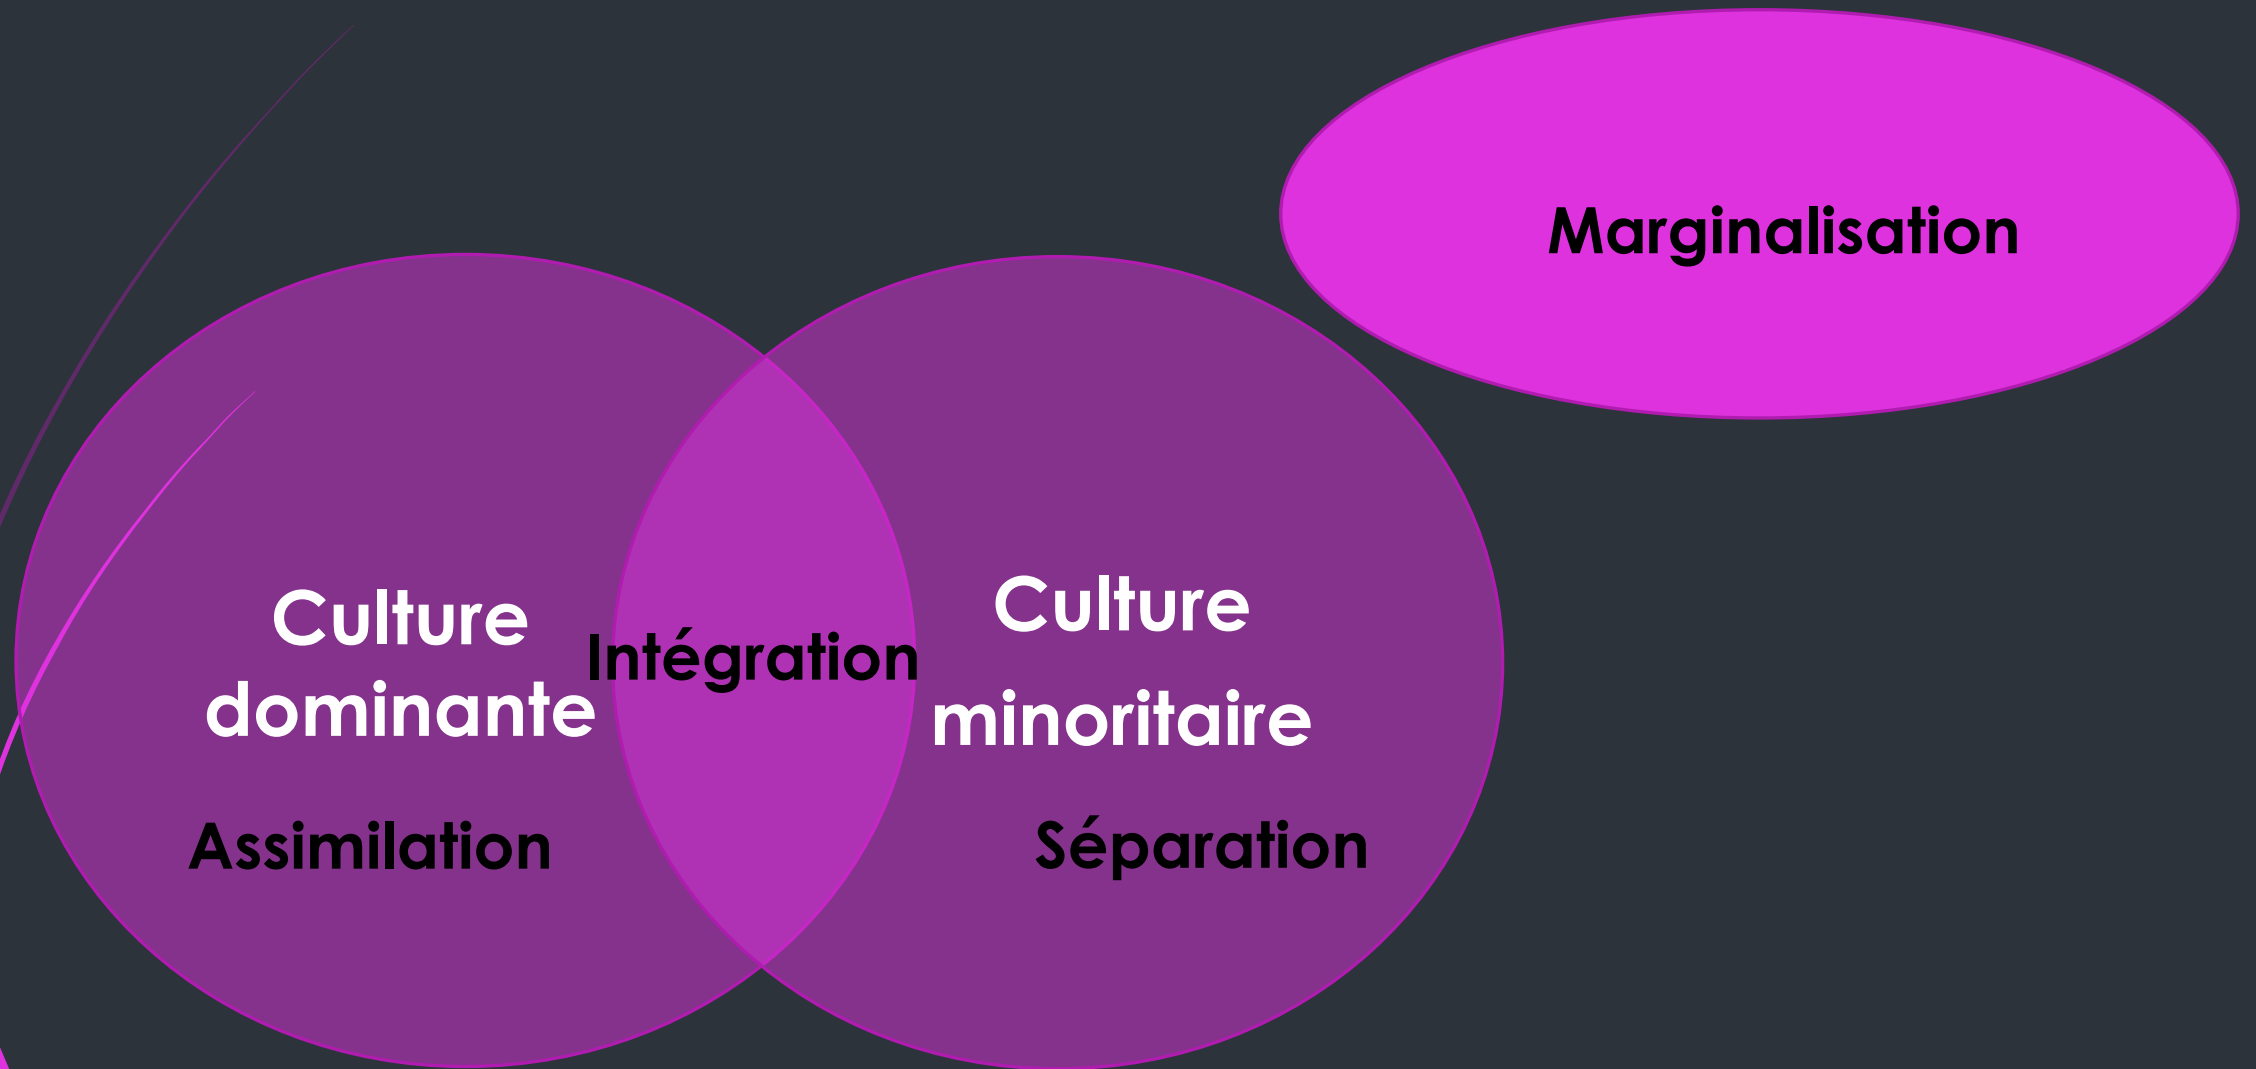 Marginalisation
Culture
dominante
Intégration
Culture
minoritaire
Assimilation
Séparation